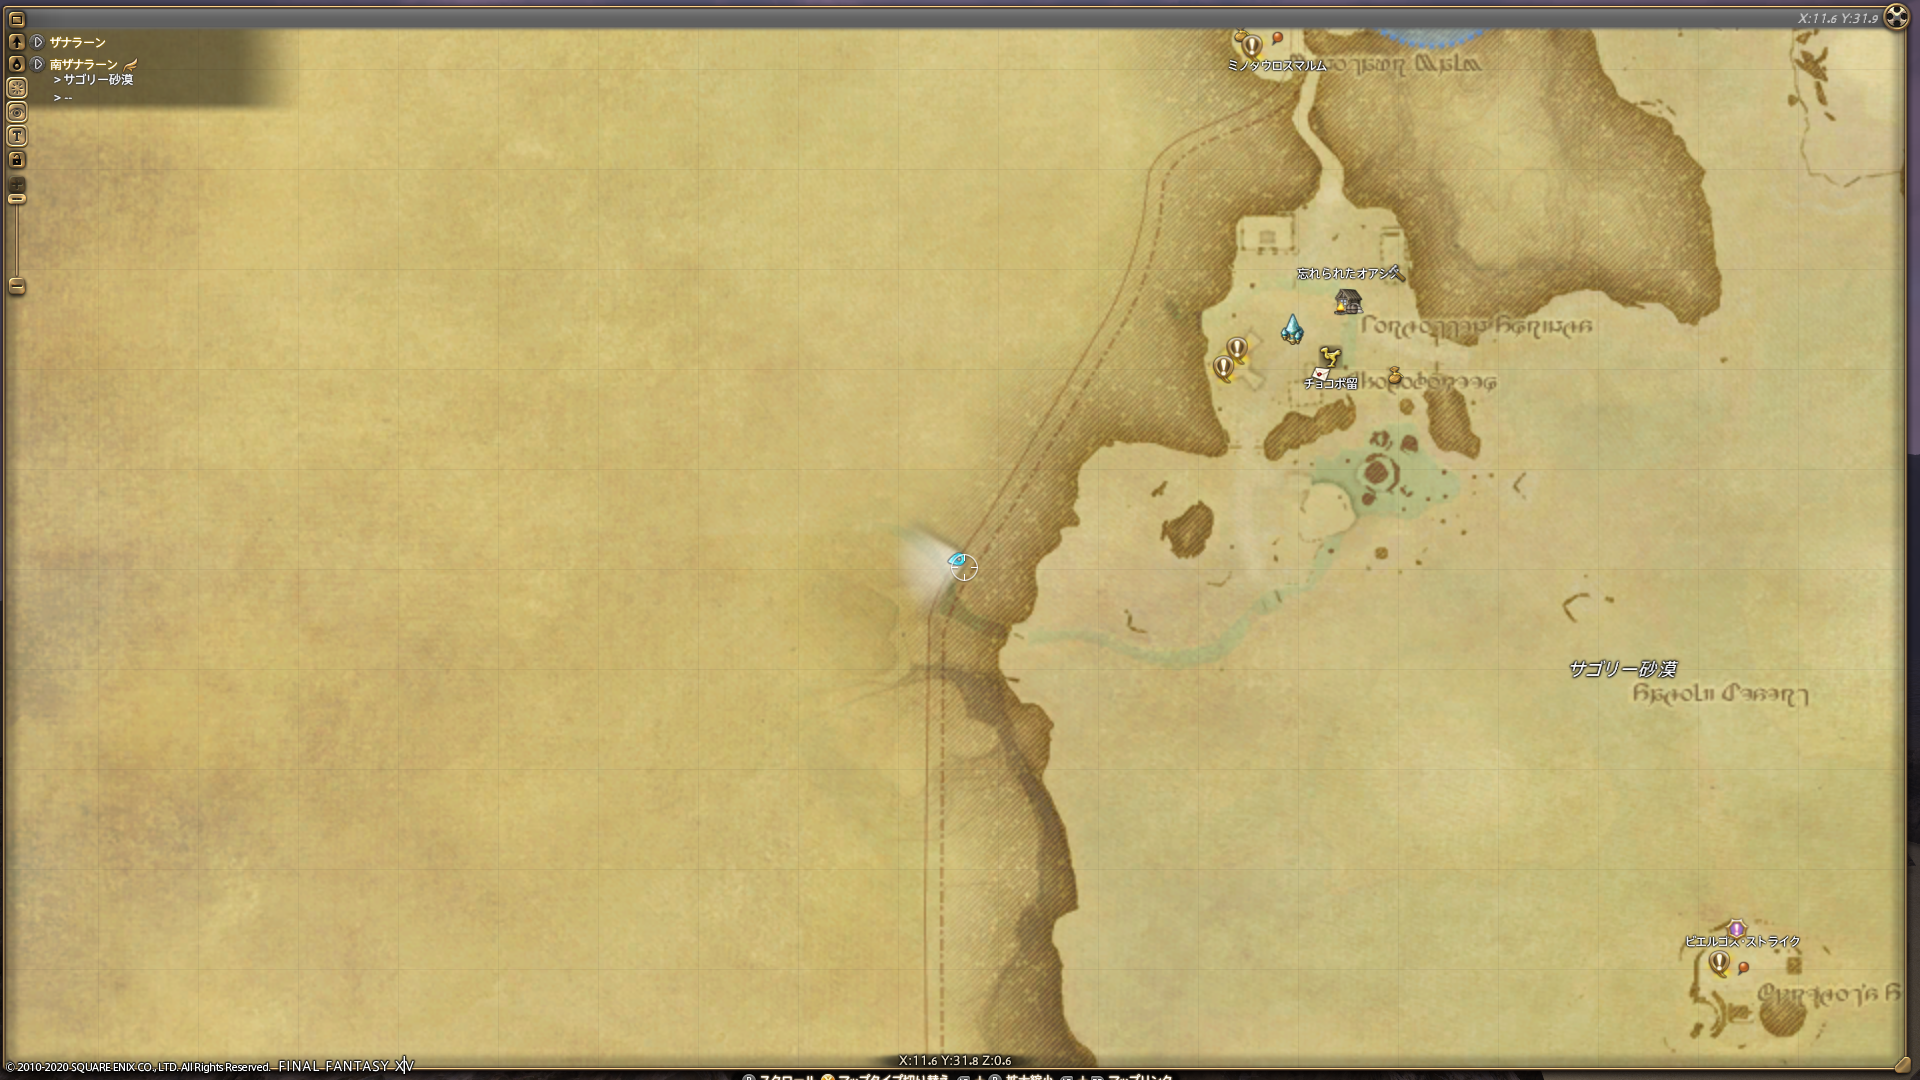 X:11.6 Y:31.9
ザナラーン
南ザナラーン
> サゴリー砂漠
> --
ミノタウロスマルム
忘れられたオアシス
チョコボ留
サゴリー砂漠
ビエルゴズ・ストライク
X:11.6 Y:31.8 Z:0.6
© 2010-2020 SQUARE ENIX CO., LTD. All Rights Reserved. FINAL FANTASY XIV